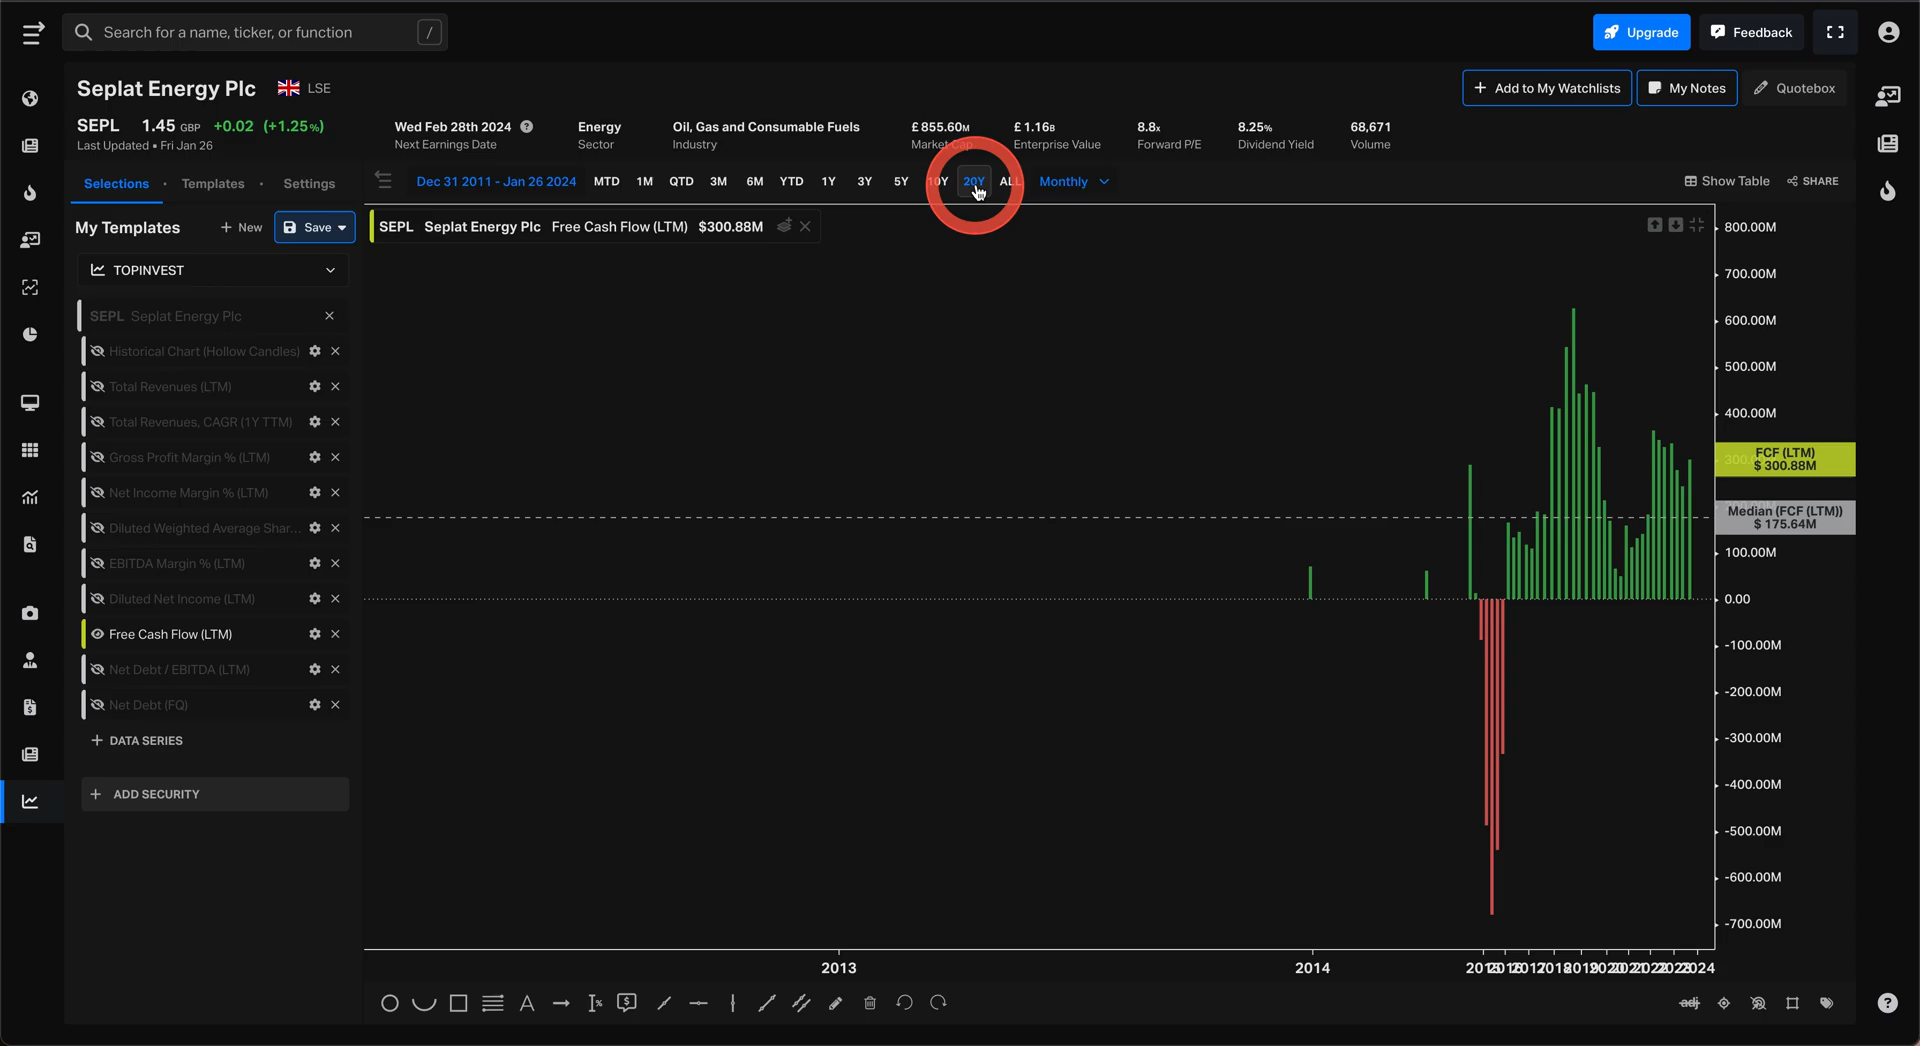 Search for a name, ticker, or function /
Upgrade Feedback
Seplat Energy Plc LSE
Add to My Watchlists My Notes Quotebox
SEPL 1.45 GBP +0.02 (+1.25%)
Last Updated • Fri Jan 26
Wed Feb 28th 2024 ?
Next Earnings Date
Energy
Sector
Oil, Gas and Consumable Fuels
Industry
£855.60M
Market Cap
£1.16B
Enterprise Value
8.8x
Forward P/E
8.25%
Dividend Yield
68,671
Volume
Selections • Templates • Settings
Dec 31 2011 - Jan 26 2024 MTD 1M QTD 3M 6M YTD 1Y 3Y 5Y 10Y 20Y ALL Monthly
Show Table SHARE
My Templates + New Save
SEPL Seplat Energy Plc Free Cash Flow (LTM) $300.88M
TOPINVEST
SEPL Seplat Energy Plc
Historical Chart (Hollow Candles)
Total Revenues (LTM)
Total Revenues, CAGR (1Y TTM)
Gross Profit Margin % (LTM)
Net Income Margin % (LTM)
Diluted Weighted Average Shar...
EBITDA Margin % (LTM)
Diluted Net Income (LTM)
Free Cash Flow (LTM)
Net Debt / EBITDA (LTM)
Net Debt (FQ)
+ DATA SERIES
+ ADD SECURITY
800.00M
700.00M
600.00M
500.00M
400.00M
FCF (LTM)
$ 300.88M
Median (FCF (LTM))
$ 175.64M
100.00M
0.00
-100.00M
-200.00M
-300.00M
-400.00M
-500.00M
-600.00M
-700.00M
2013 2014 2015 2016 2017 2018 2019 2020 2021 2022 2023 2024
A adj ?